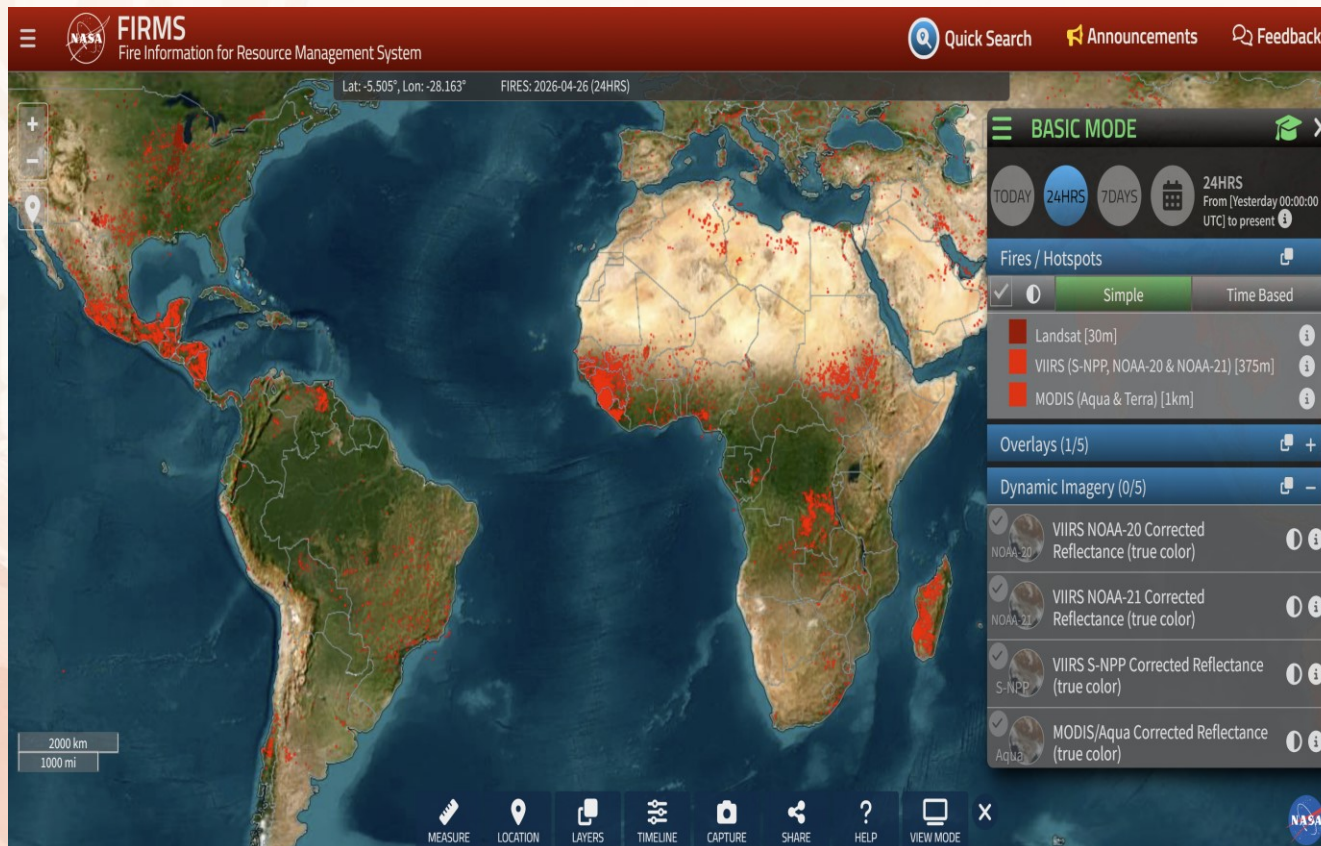 NASA
FIRMS
Fire Information for Resource Management System
Quick Search
Announcements
Feedback
Lat: -5.505°, Lon: -28.163°
FIRES: 2026-04-26 (24HRS)
+
−
BASIC MODE
X
TODAY
24HRS
7DAYS
24HRS
From [Yesterday 00:00:00
UTC] to present
Fires / Hotspots
Simple
Time Based
Landsat [30m]
VIIRS (S-NPP, NOAA-20 & NOAA-21) [375m]
MODIS (Aqua & Terra) [1km]
Overlays (1/5)
+
Dynamic Imagery (0/5)
−
NOAA-20
VIIRS NOAA-20 Corrected
Reflectance (true color)
NOAA-21
VIIRS NOAA-21 Corrected
Reflectance (true color)
S-NPP
VIIRS S-NPP Corrected Reflectance
(true color)
Aqua
MODIS/Aqua Corrected Reflectance
(true color)
2000 km
1000 mi
MEASURE
LOCATION
LAYERS
TIMELINE
CAPTURE
SHARE
?
HELP
VIEW MODE
X
NASA